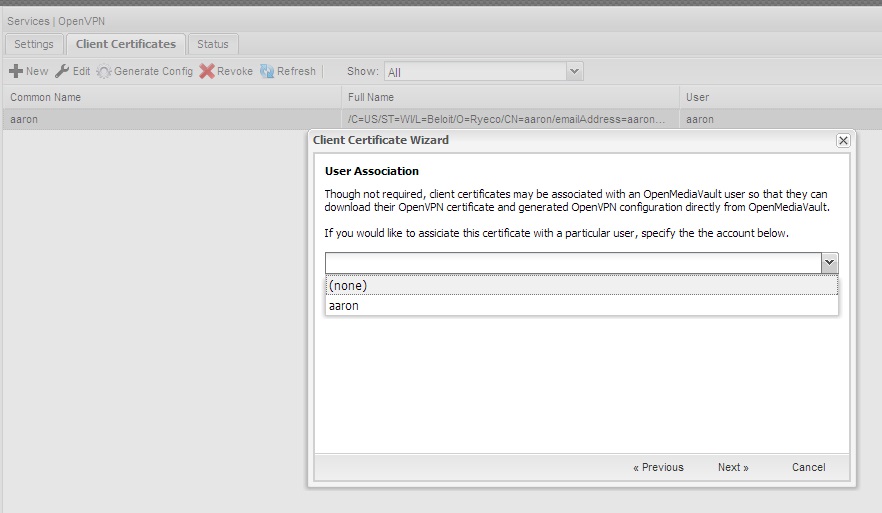 Services | OpenVPN
Settings Client Certificates Status
New Edit Generate Config Revoke Refresh | Show: All
Common Name Full Name User
aaron /C=US/ST=WI/L=Beloit/O=Ryeco/CN=aaron/emailAddress=aaron... aaron
Client Certificate Wizard
User Association
Though not required, client certificates may be associated with an OpenMediaVault user so that they can
download their OpenVPN certificate and generated OpenVPN configuration directly from OpenMediaVault.
If you would like to assiciate this certificate with a particular user, specify the the account below.
(none)
aaron
« Previous Next » Cancel